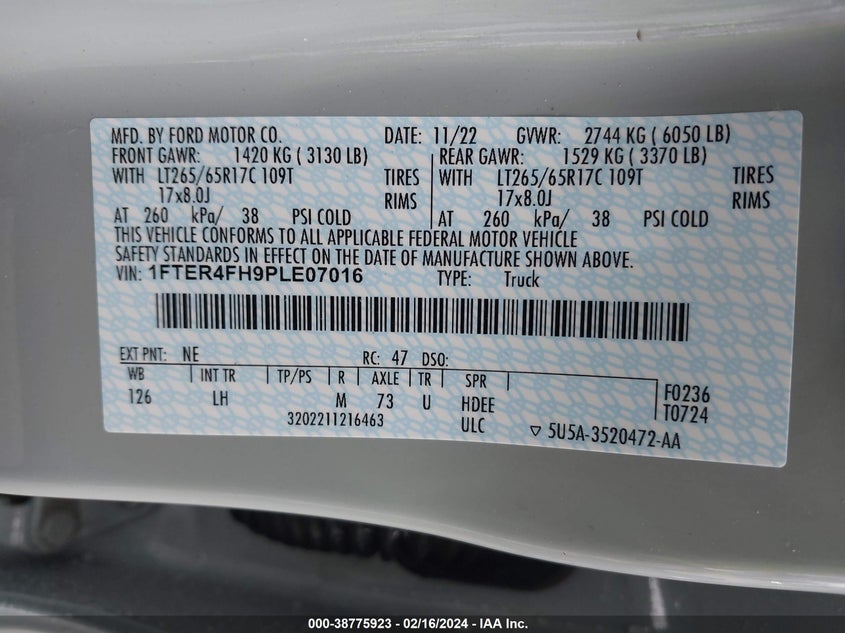 MFD. BY FORD MOTOR CO. DATE: 11/22 GVWR: 2744 KG ( 6050 LB)
FRONT GAWR: 1420 KG ( 3130 LB) REAR GAWR: 1529 KG ( 3370 LB)
WITH LT265/65R17C 109T TIRES WITH LT265/65R17C 109T TIRES
17x8.0J RIMS 17x8.0J RIMS
AT 260 kPa/ 38 PSI COLD AT 260 kPa/ 38 PSI COLD
THIS VEHICLE CONFORMS TO ALL APPLICABLE FEDERAL MOTOR VEHICLE
SAFETY STANDARDS IN EFFECT ON THE DATE OF MANUFACTURE SHOWN ABOVE.
VIN: 1FTER4FH9PLE07016 TYPE: Truck
EXT PNT: NE RC: 47 DSO:
WB INT TR TP/PS R AXLE TR SPR
126 LH M 73 U HDEE F0236
3202211216463 ULC T0724
▽ 5U5A-3520472-AA
000-38775923 - 02/16/2024 - IAA Inc.